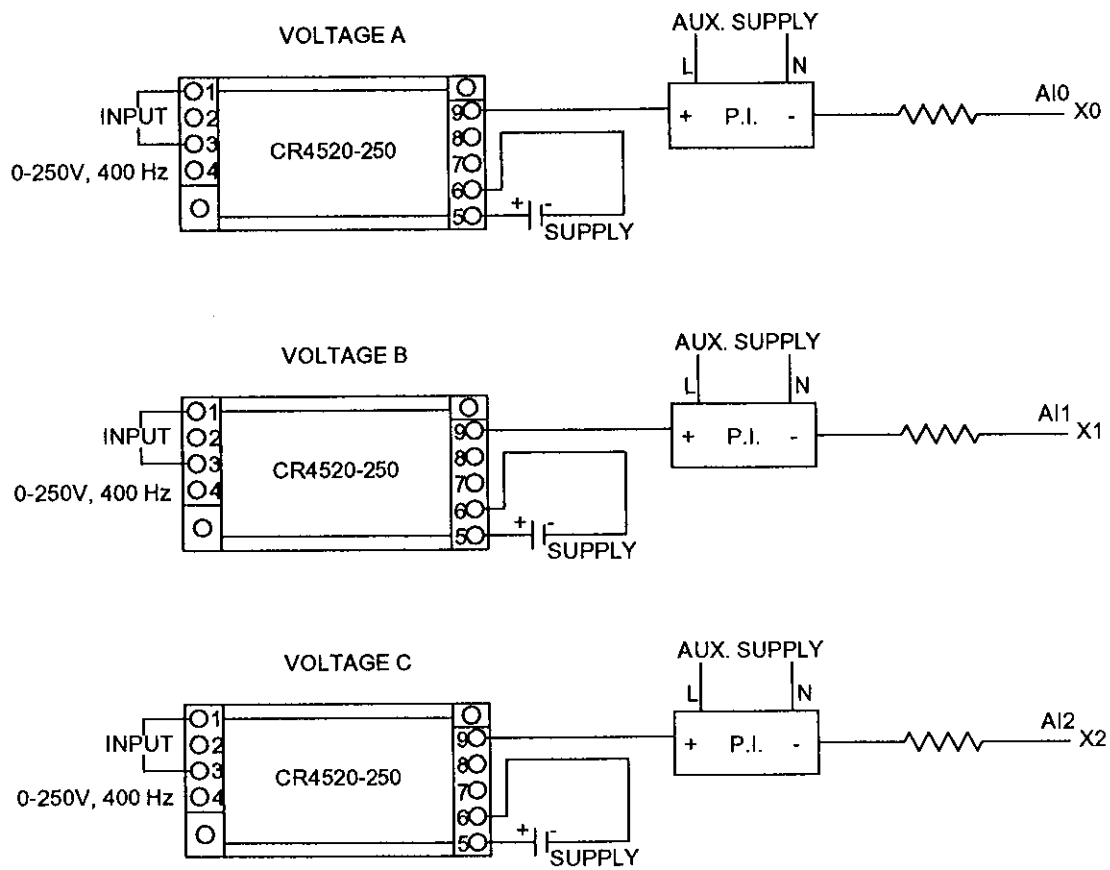 VOLTAGE A
AUX. SUPPLY
L N
1
INPUT 2
3
0-250V, 400 Hz 4
CR4520-250
9
8
7
6
5
+ -
SUPPLY
+ P.I. -
AI0
X0
VOLTAGE B
AUX. SUPPLY
L N
1
INPUT 2
3
0-250V, 400 Hz 4
CR4520-250
9
8
7
6
5
+ -
SUPPLY
+ P.I. -
AI1
X1
VOLTAGE C
AUX. SUPPLY
L N
1
INPUT 2
3
0-250V, 400 Hz 4
CR4520-250
9
8
7
6
5
+ -
SUPPLY
+ P.I. -
AI2
X2